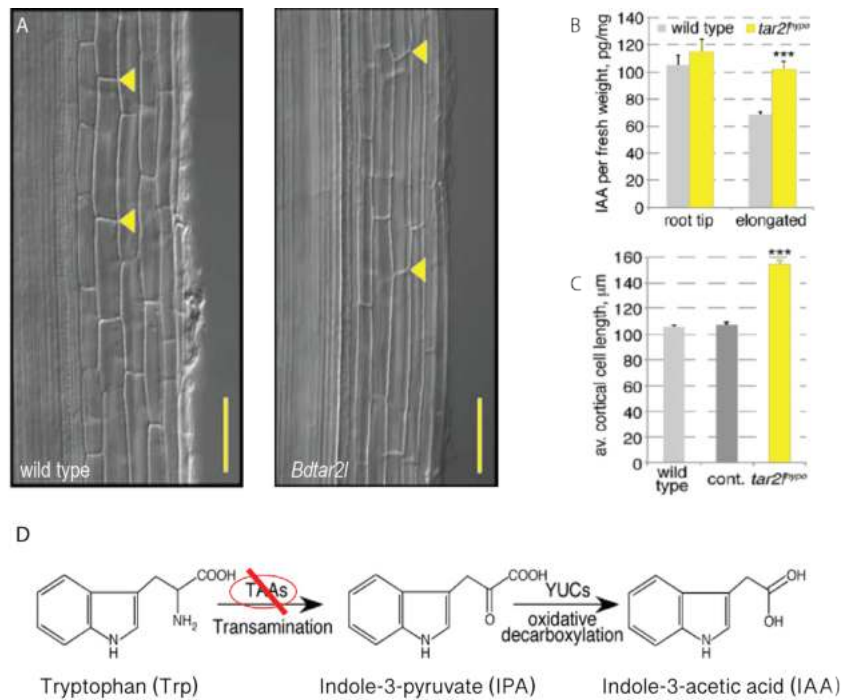 A
wild type
Bdtar2l
B
wild type tar2l^hypo
IAA per fresh weight, pg/mg
140
120
100
80
60
40
20
0
***
root tip elongated
C
av. cortical cell length, μm
160
140
120
100
80
60
40
20
0
***
wild type cont. tar2l^hypo
D
TAAs
Transamination
YUCs
oxidative
decarboxylation
COOH
NH₂
N
H
COOH
O
N
H
OH
OH
N
H
Tryptophan (Trp) Indole-3-pyruvate (IPA) Indole-3-acetic acid (IAA)